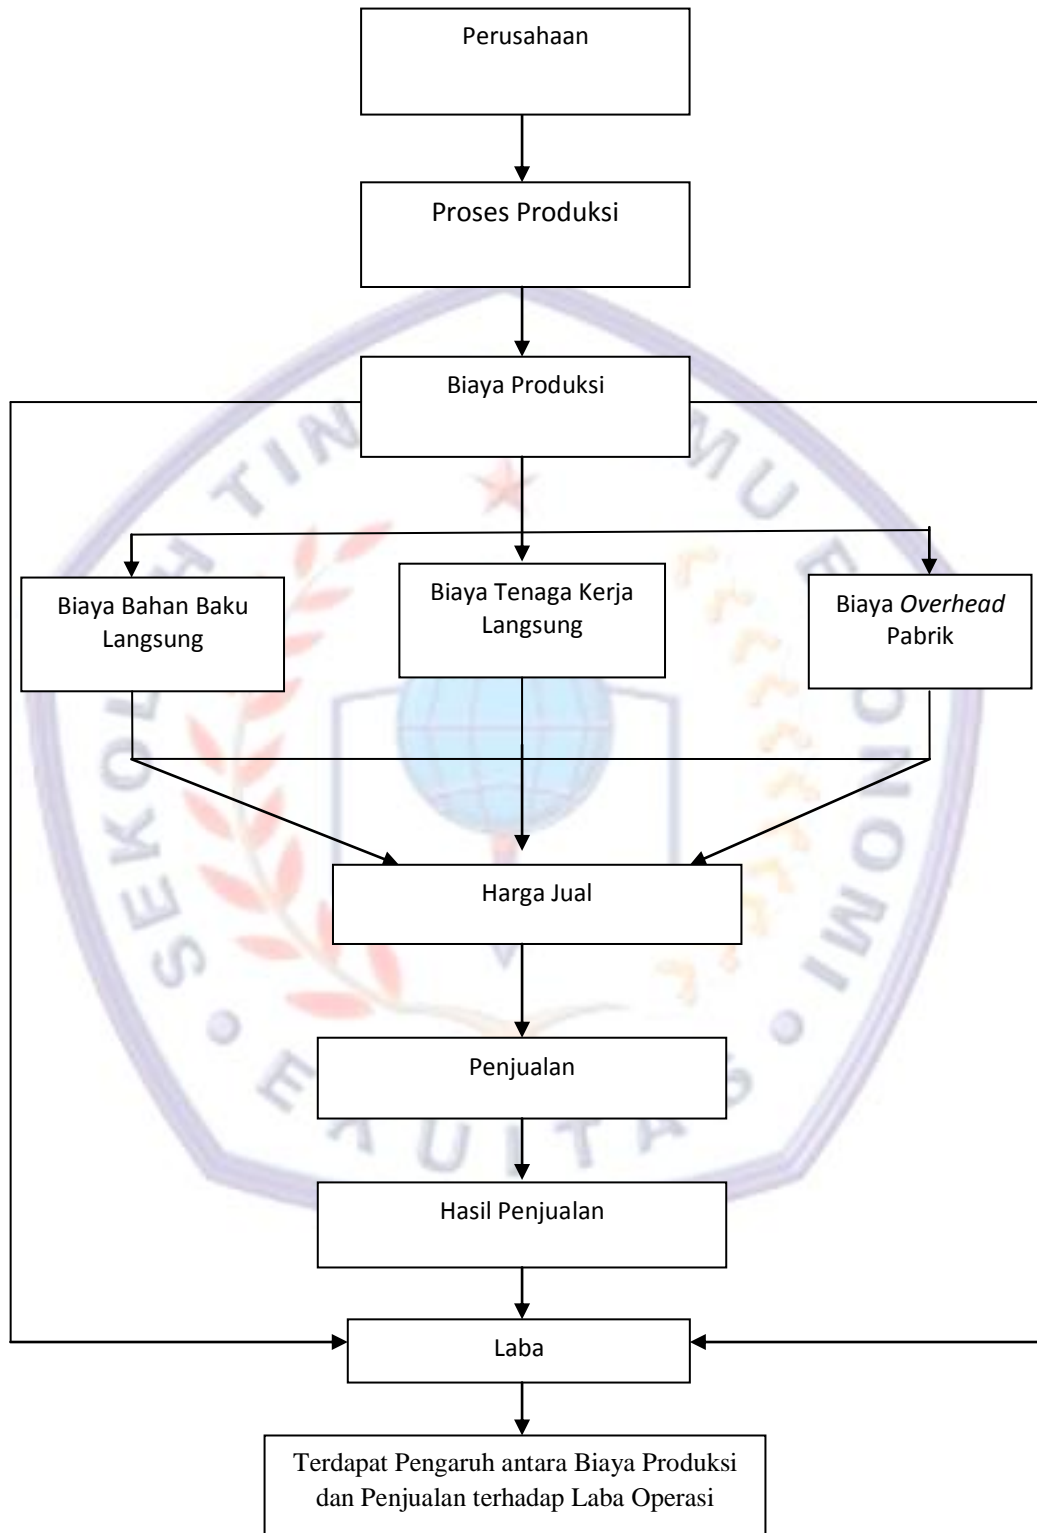 Perusahaan
Proses Produksi
Biaya Produksi
Biaya Bahan Baku
Langsung
Biaya Tenaga Kerja
Langsung
Biaya Overhead
Pabrik
Harga Jual
Penjualan
Hasil Penjualan
Laba
Terdapat Pengaruh antara Biaya Produksi
dan Penjualan terhadap Laba Operasi